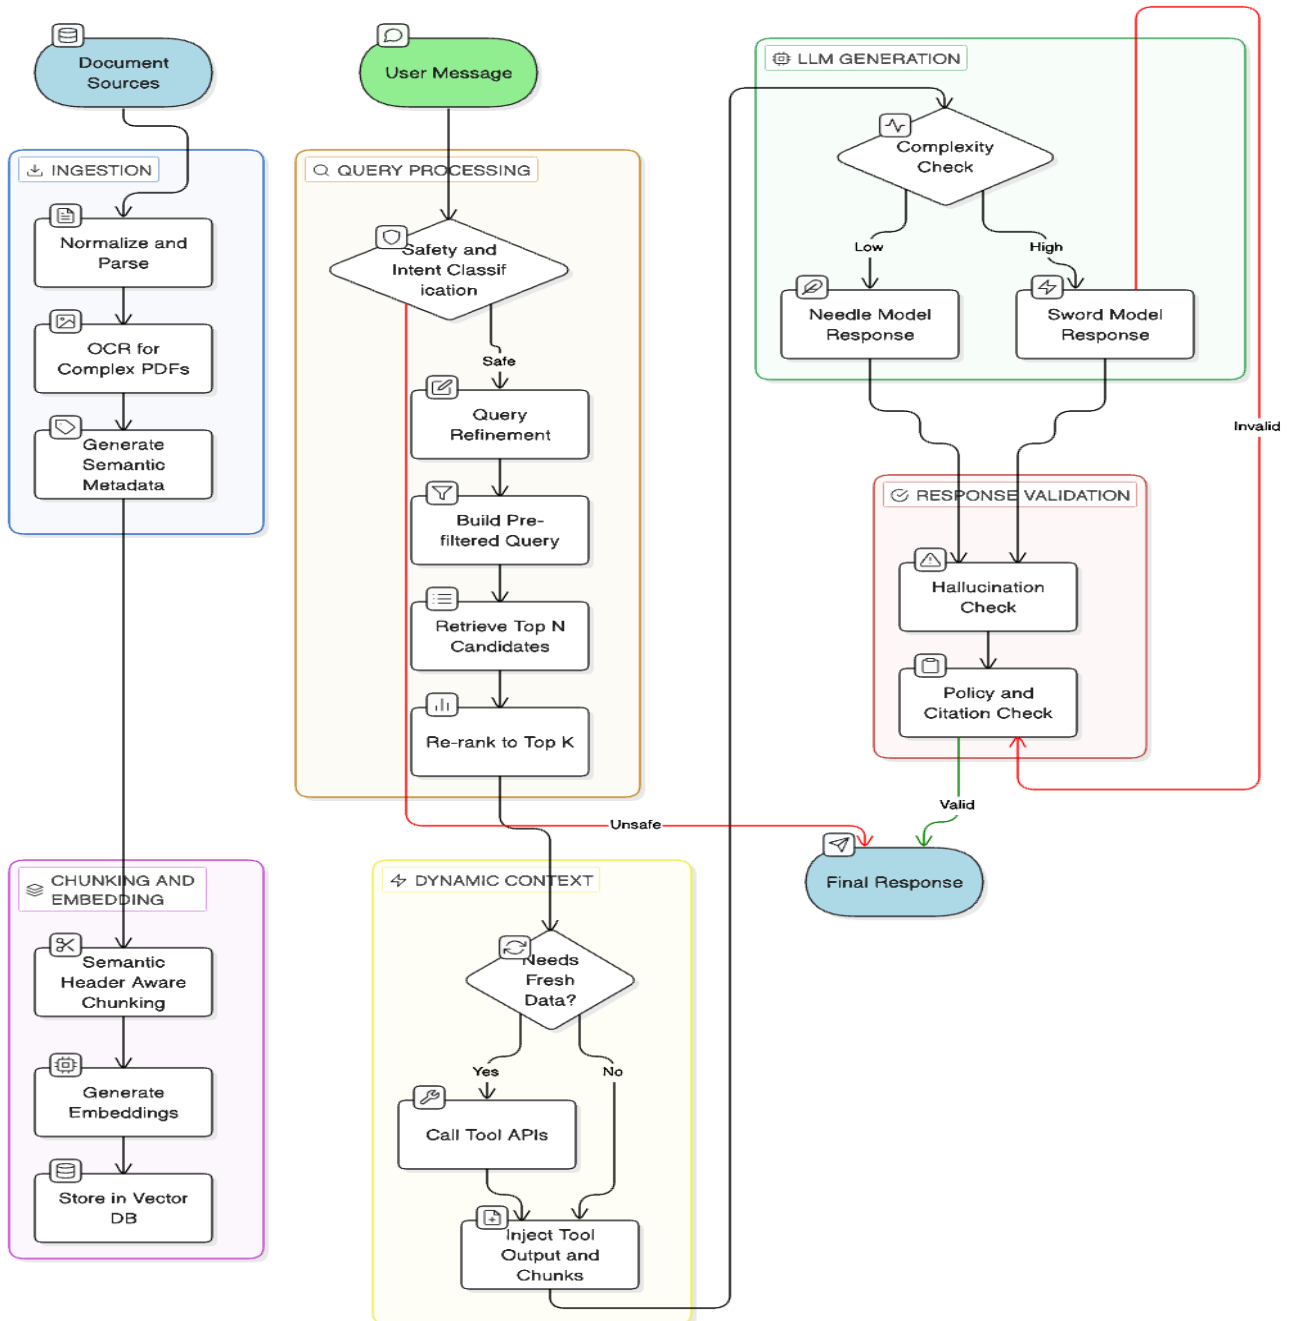 Document
Sources
INGESTION
Normalize and
Parse
OCR for
Complex PDFs
Generate
Semantic
Metadata
CHUNKING AND
EMBEDDING
Semantic
Header Aware
Chunking
Generate
Embeddings
Store in Vector
DB
User Message
QUERY PROCESSING
Safety and
Intent Classif
ication
Safe
Query
Refinement
Build Pre-
filtered Query
Retrieve Top N
Candidates
Re-rank to Top K
Unsafe
DYNAMIC CONTEXT
Needs
Fresh
Data?
Yes
No
Call Tool APIs
Inject Tool
Output and
Chunks
LLM GENERATION
Complexity
Check
Low
High
Needle Model
Response
Sword Model
Response
Invalid
RESPONSE VALIDATION
Hallucination
Check
Policy and
Citation Check
Valid
Final Response